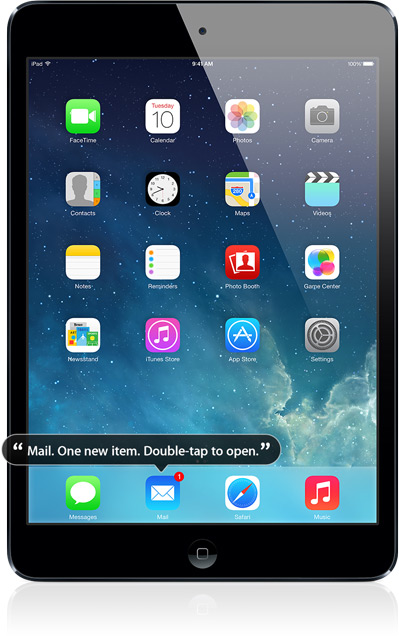 iPad 9:41 AM 100%
Tuesday
10
FaceTime Calendar Photos Camera
280
Contacts Clock Maps Videos
Notes Reminders Photo Booth Game Center
News
Newsstand iTunes Store App Store Settings
“Mail. One new item. Double-tap to open.”
1
Messages Mail Safari Music